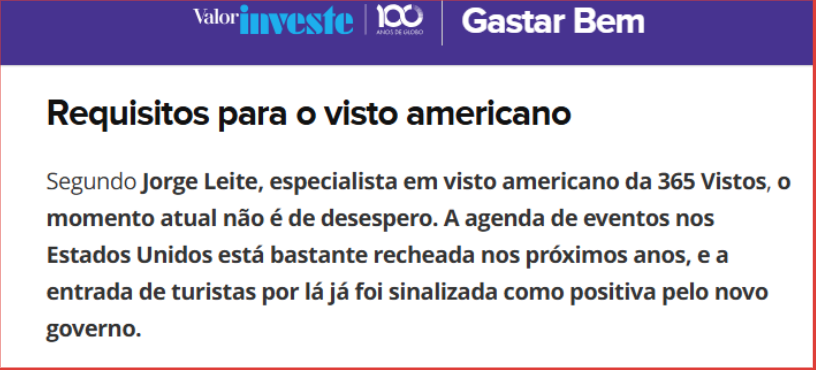 Valor investe | 100 ANOS DE GLOBO | Gastar Bem
Requisitos para o visto americano
Segundo Jorge Leite, especialista em visto americano da 365 Vistos, o
momento atual não é de desespero. A agenda de eventos nos
Estados Unidos está bastante recheada nos próximos anos, e a
entrada de turistas por lá já foi sinalizada como positiva pelo novo
governo.